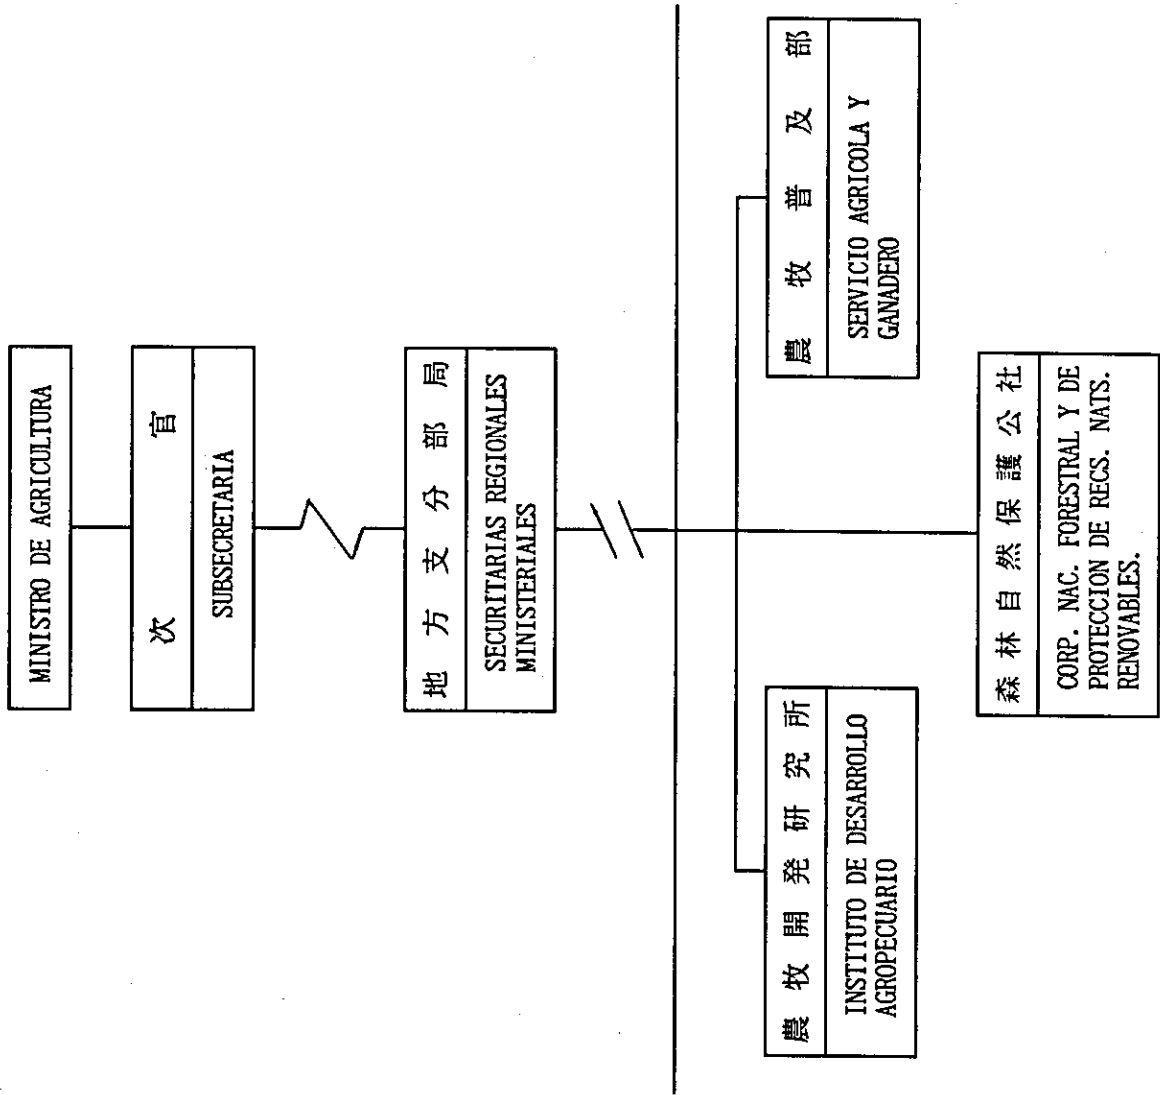 MINISTRO DE AGRICULTURA
次官
SUBSECRETARIA
地方支分部局
SECURITARIAS REGIONALES
MINISTERIALES
農牧開発研究所
INSTITUTO DE DESARROLLO
AGROPECUARIO
農牧普及部
SERVICIO AGRICOLA Y
GANADERO
森林自然保護公社
CORP. NAC. FORESTRAL Y DE
PROTECCION DE RECS. NATS.
RENOVABLES.